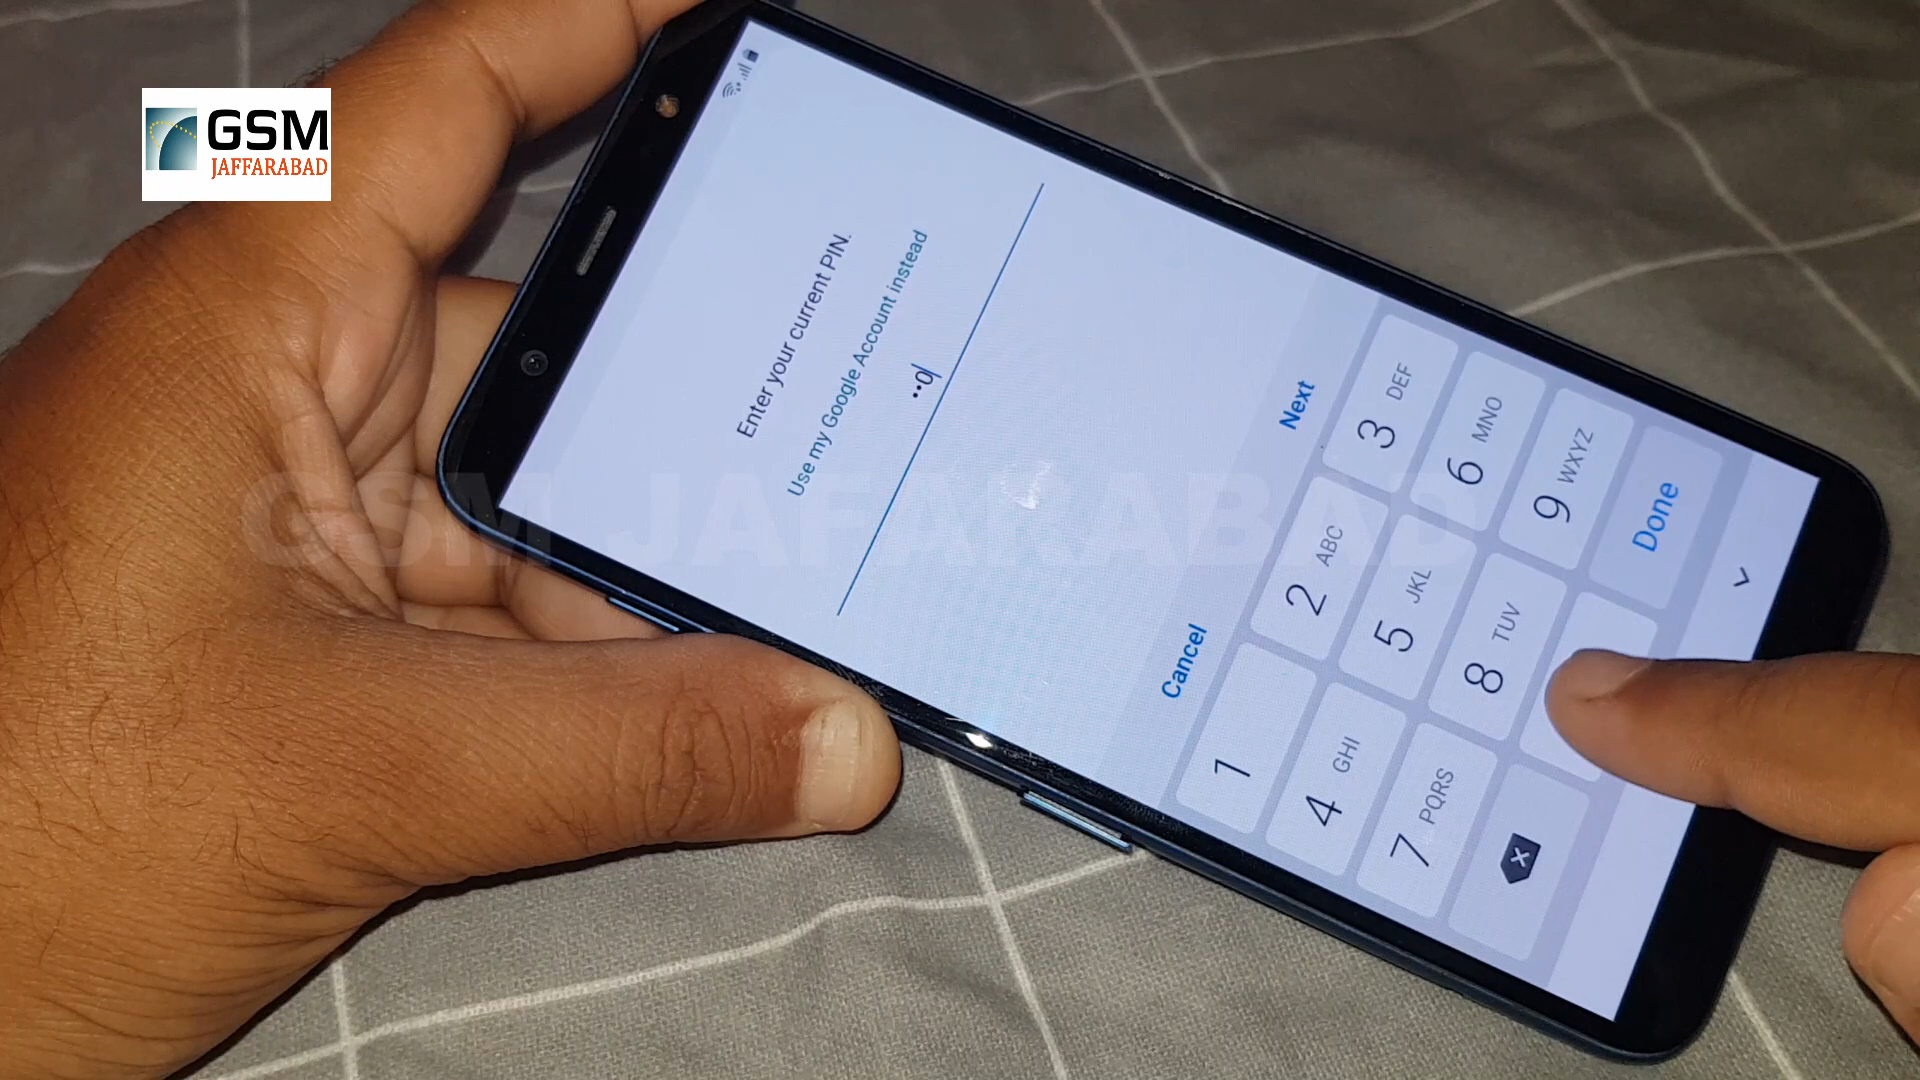 GSM
JAFFARABAD
Enter your current PIN.
Use my Google Account instead
••0
Cancel
Next
1
2 ABC
3 DEF
4 GHI
5 JKL
6 MNO
7 PQRS
8 TUV
9 WXYZ
Done
GSM JAFARABAD